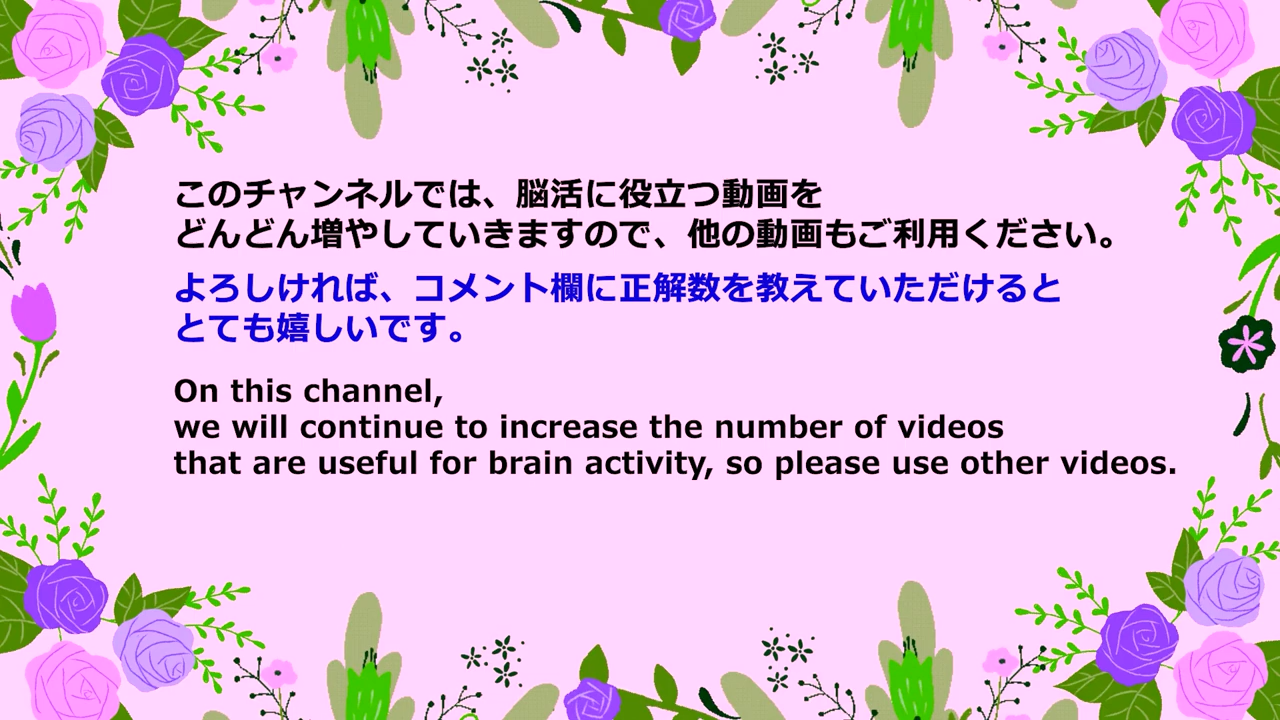 このチャンネルでは、脳活に役立つ動画を
どんどん増やしていきますので、他の動画もご利用ください。
よろしければ、コメント欄に正解数を教えていただけると
とても嬉しいです。
On this channel,
we will continue to increase the number of videos
that are useful for brain activity, so please use other videos.